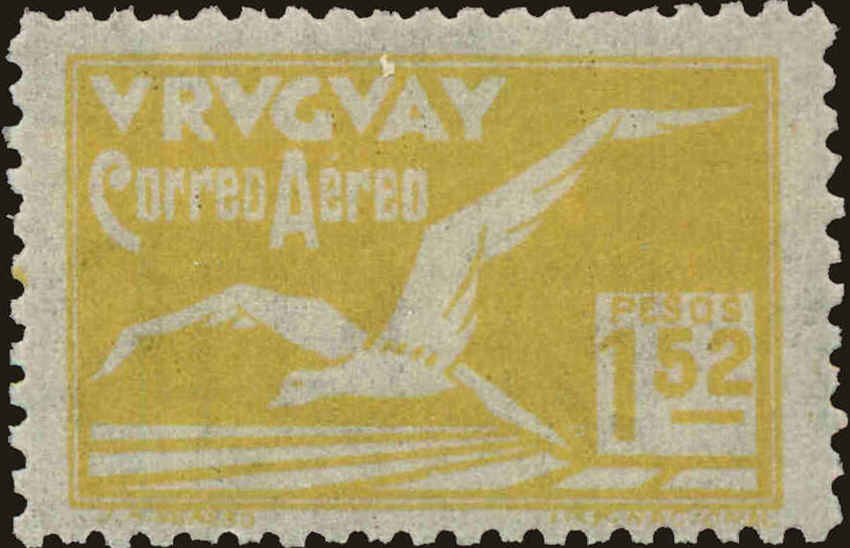 VRVGVAY
Correo Aéreo
PESOS
1 52